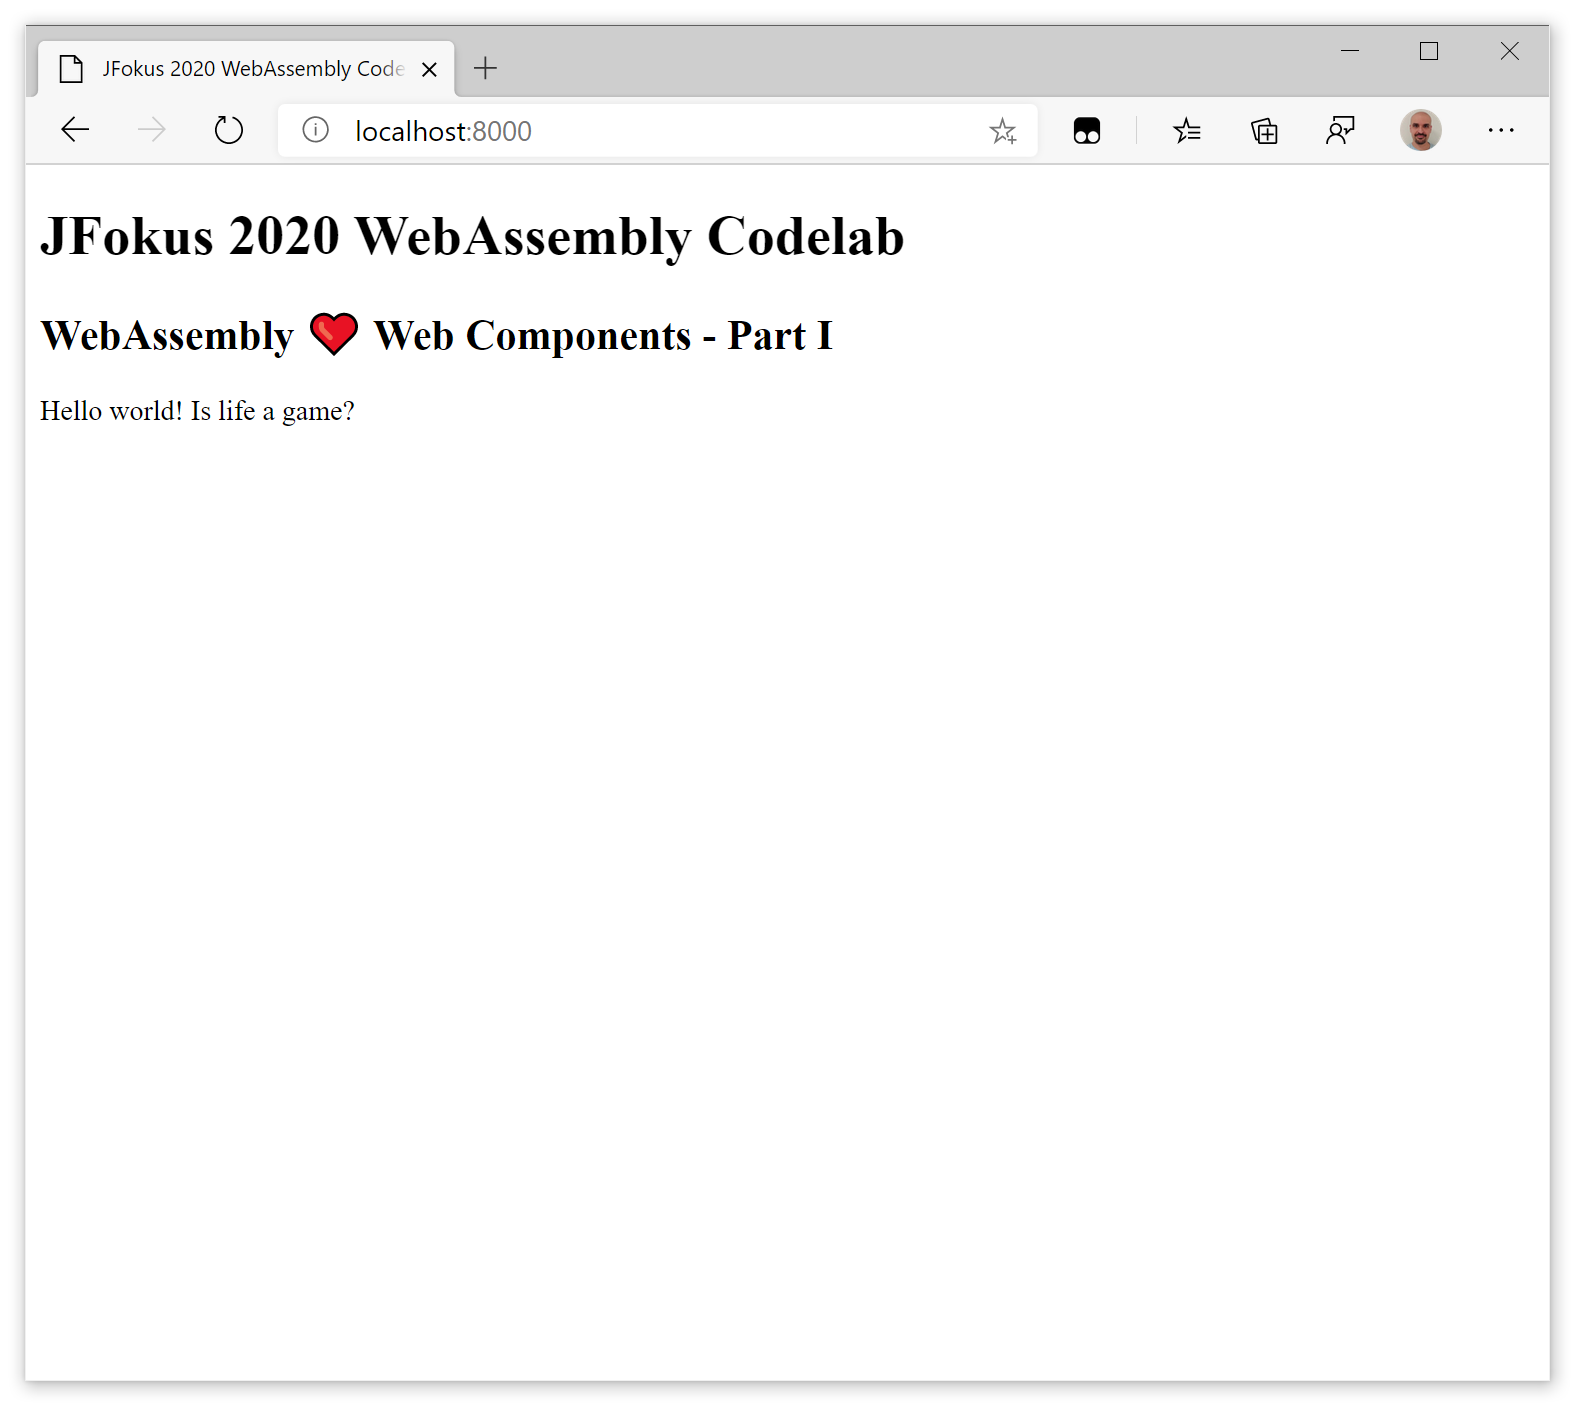 JFokus 2020 WebAssembly Code
localhost:8000
JFokus 2020 WebAssembly Codelab
WebAssembly ❤️ Web Components - Part I
Hello world! Is life a game?